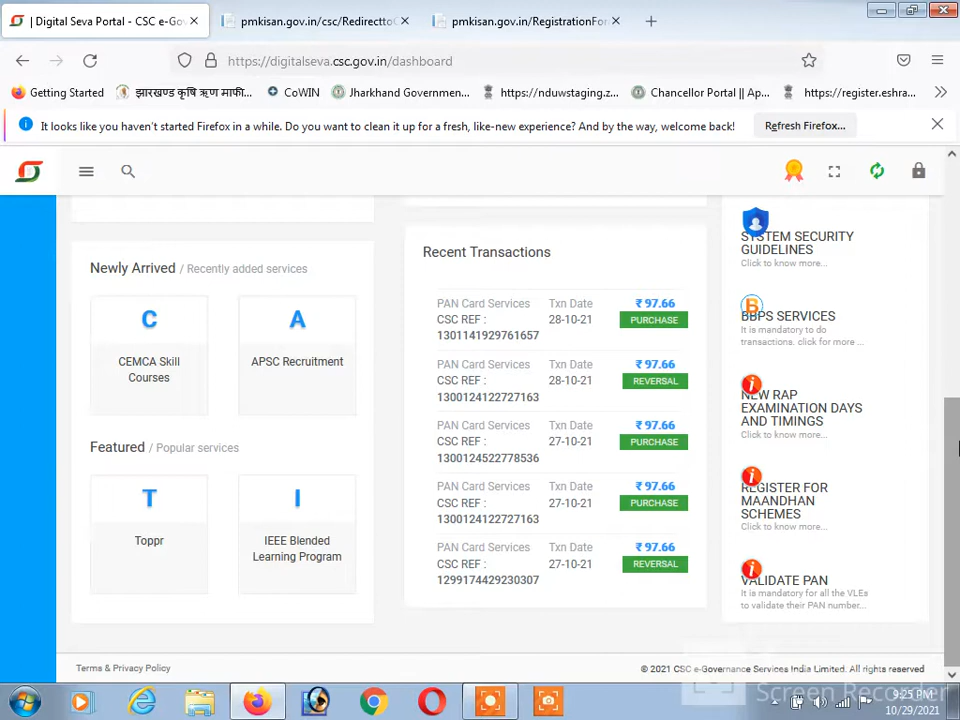 | Digital Seva Portal - CSC e-Gov
pmkisan.gov.in/csc/RedirecttoC
pmkisan.gov.in/RegistrationFor
https://digitalseva.csc.gov.in/dashboard
Getting Started
झारखण्ड कृषि ऋण माफी...
CoWIN
Jharkhand Governmen...
https://nduwstaging.z...
Chancellor Portal || Ap...
https://register.eshra...
It looks like you haven't started Firefox in a while. Do you want to clean it up for a fresh, like-new experience? And by the way, welcome back!
Refresh Firefox...
Newly Arrived / Recently added services
C
CEMCA Skill
Courses
A
APSC Recruitment
Featured / Popular services
T
Toppr
I
IEEE Blended
Learning Program
Recent Transactions
PAN Card Services Txn Date ₹ 97.66
CSC REF : 28-10-21 PURCHASE
1301141929761657
PAN Card Services Txn Date ₹ 97.66
CSC REF : 28-10-21 REVERSAL
1300124122727163
PAN Card Services Txn Date ₹ 97.66
CSC REF : 27-10-21 PURCHASE
1300124522778536
PAN Card Services Txn Date ₹ 97.66
CSC REF : 27-10-21 PURCHASE
1300124122727163
PAN Card Services Txn Date ₹ 97.66
CSC REF : 27-10-21 REVERSAL
1299174429230307
SYSTEM SECURITY
GUIDELINES
Click to know more...
B
BBPS SERVICES
It is mandatory to do
transactions. click for more ...
NEW RAP
EXAMINATION DAYS
AND TIMINGS
Click to know more...
REGISTER FOR
MAANDHAN
SCHEMES
Click to know more...
VALIDATE PAN
It is mandatory for all the VLEs
to validate their PAN number...
Terms & Privacy Policy
© 2021 CSC e-Governance Services India Limited. All rights reserved
Screen Recorder
9:25 PM
10/29/2021